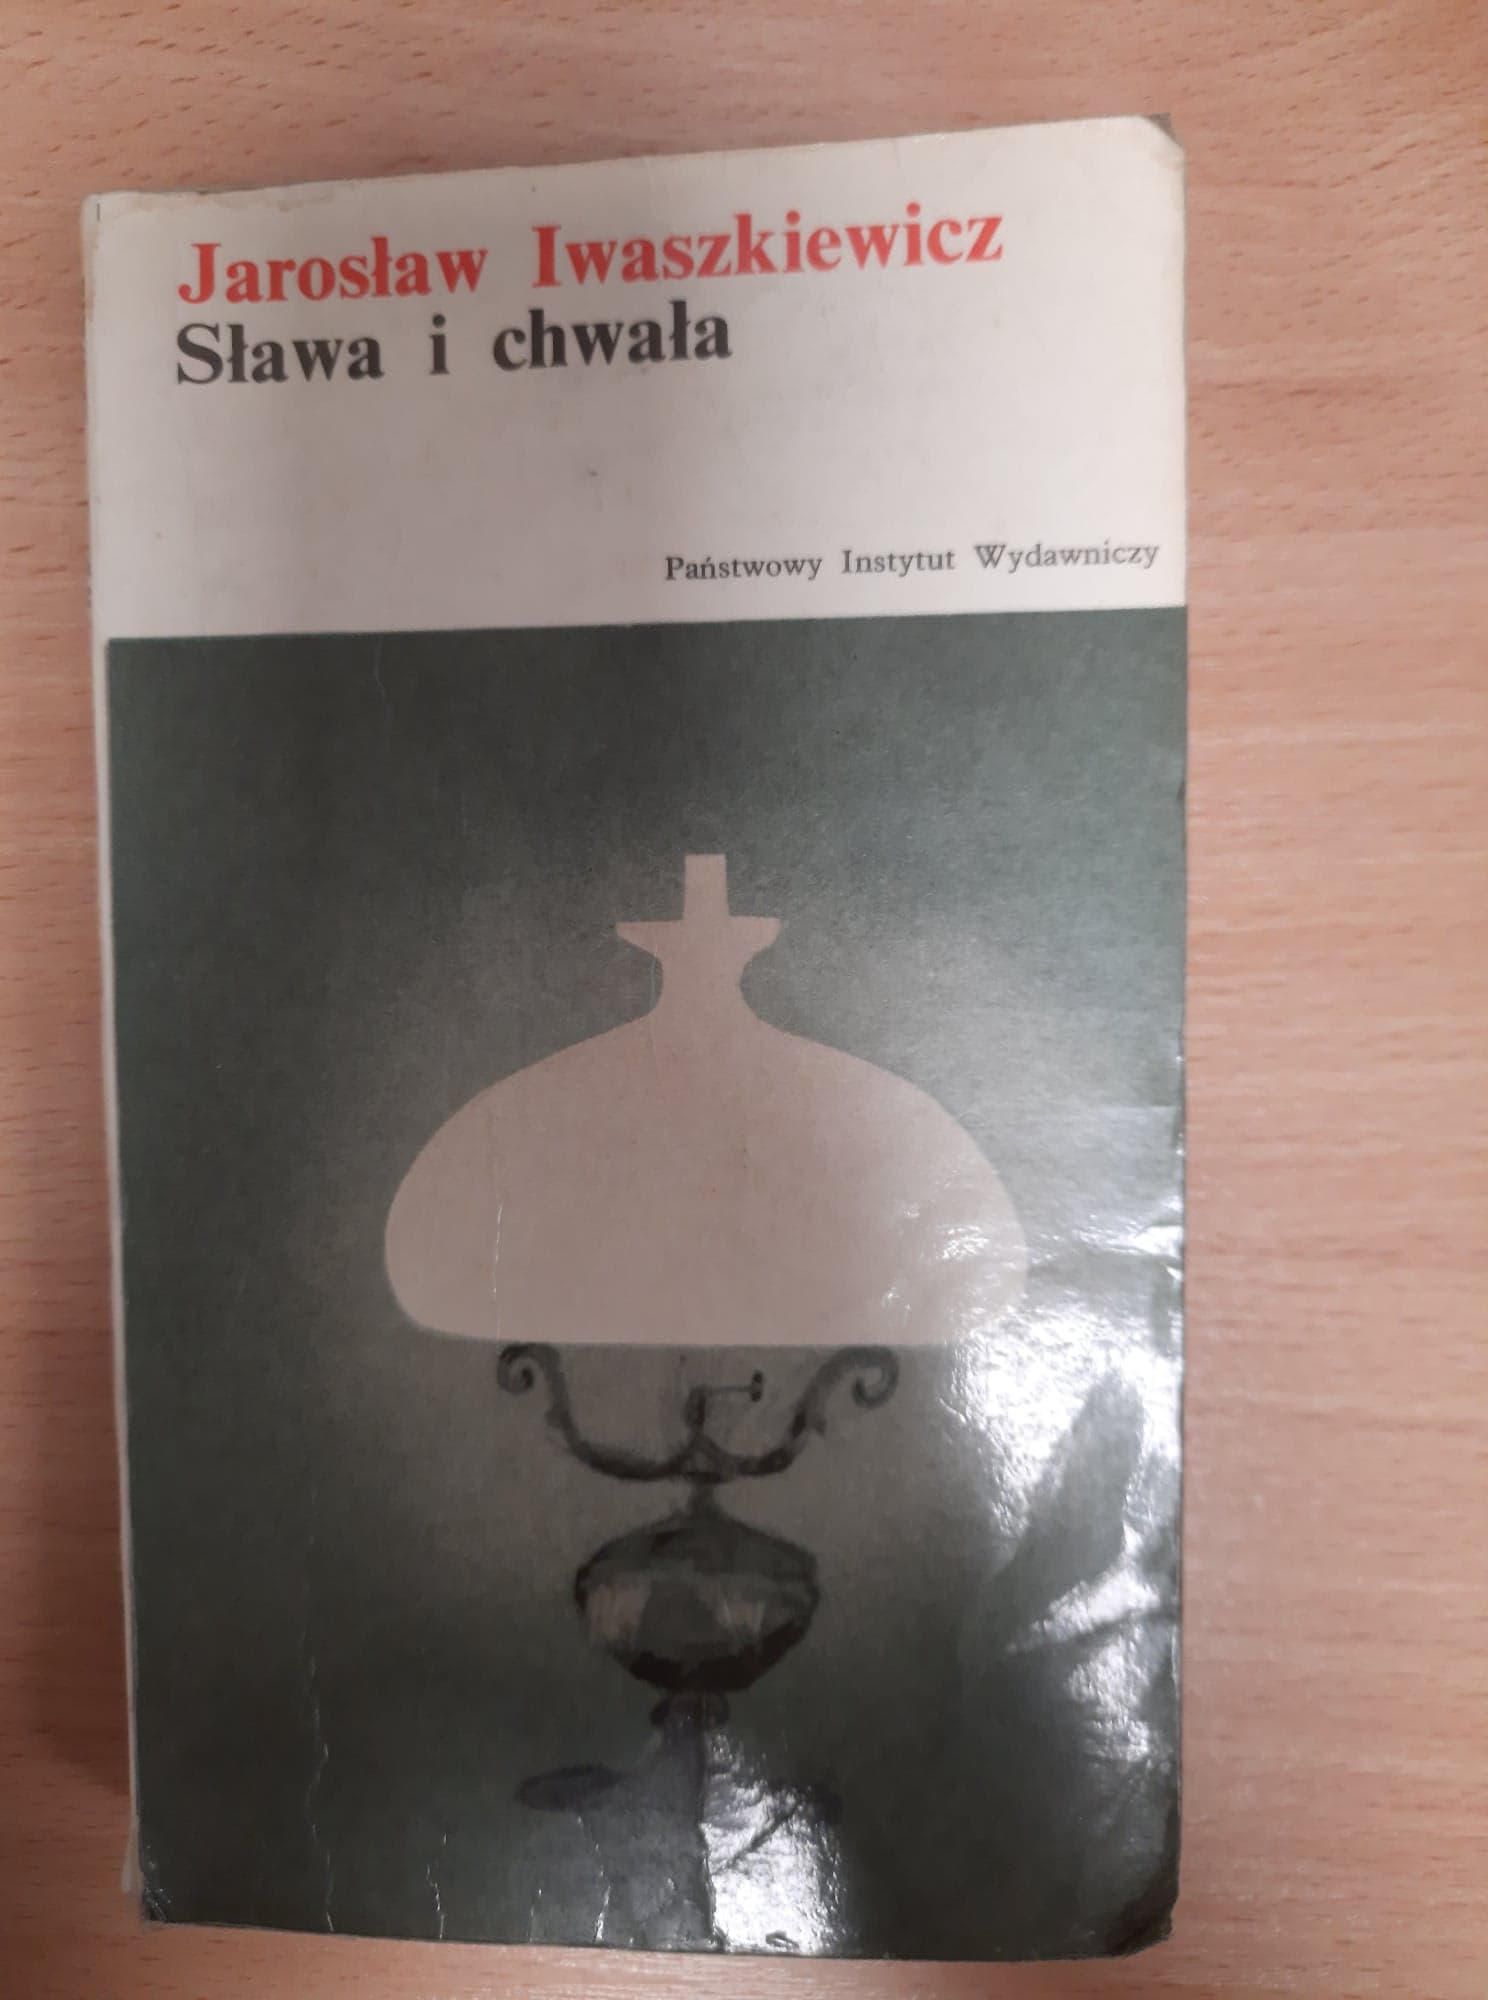 Jarosław Iwaszkiewicz
Sława i chwała
Państwowy Instytut Wydawniczy